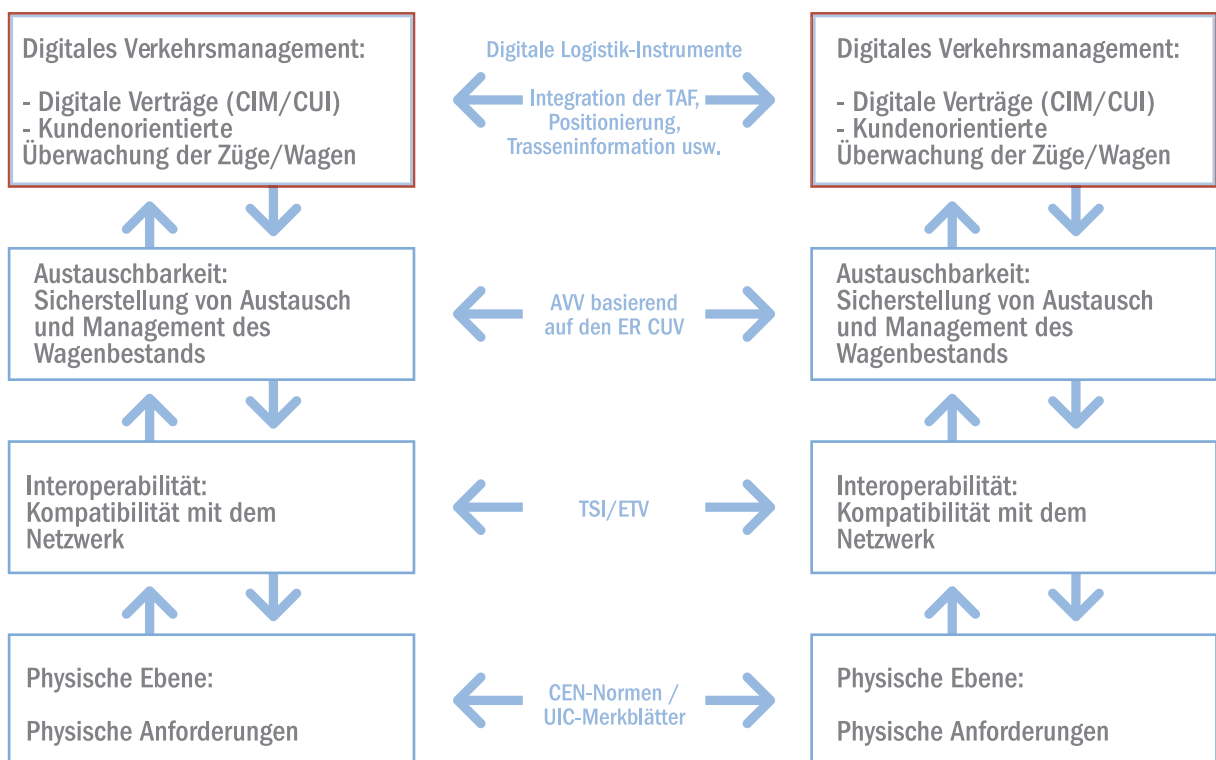 Digitales Verkehrsmanagement:
- Digitale Verträge (CIM/CUI)
- Kundenorientierte
Überwachung der Züge/Wagen
Digitale Logistik-Instrumente
Integration der TAF,
Positionierung,
Trasseninformation usw.
Digitales Verkehrsmanagement:
- Digitale Verträge (CIM/CUI)
- Kundenorientierte
Überwachung der Züge/Wagen
Austauschbarkeit:
Sicherstellung von Austausch
und Management des
Wagenbestands
AVV basierend
auf den ER CUV
Austauschbarkeit:
Sicherstellung von Austausch
und Management des
Wagenbestands
Interoperabilität:
Kompatibilität mit dem
Netzwerk
TSI/ETV
Interoperabilität:
Kompatibilität mit dem
Netzwerk
Physische Ebene:
Physische Anforderungen
CEN-Normen /
UIC-Merkblätter
Physische Ebene:
Physische Anforderungen